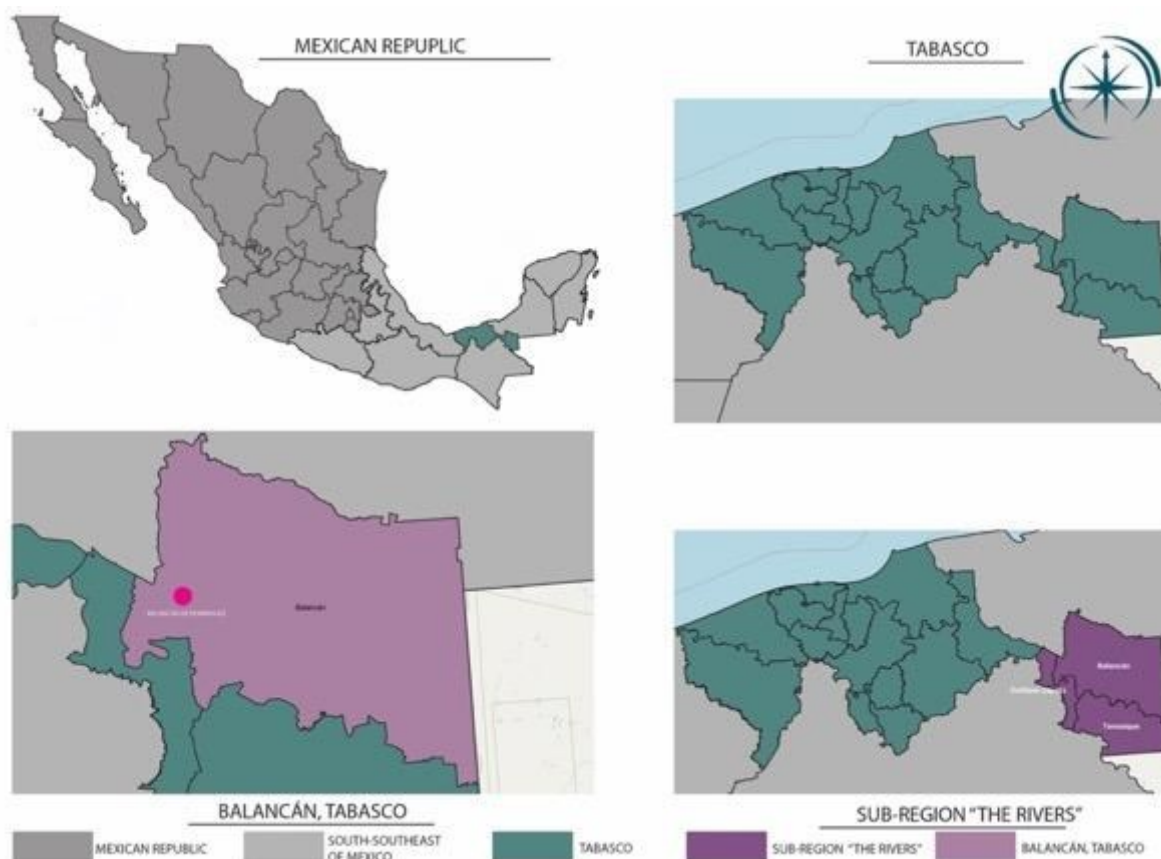 MEXICAN REPUPLIC
TABASCO
Balancán
Balancán
Tenosique
BALANCÁN, TABASCO
SUB-REGION “THE RIVERS”
MEXICAN REPUBLIC
SOUTH-SOUTHEAST
OF MEXICO
TABASCO
SUB-REGION “THE RIVERS”
BALANCÁN, TABASCO